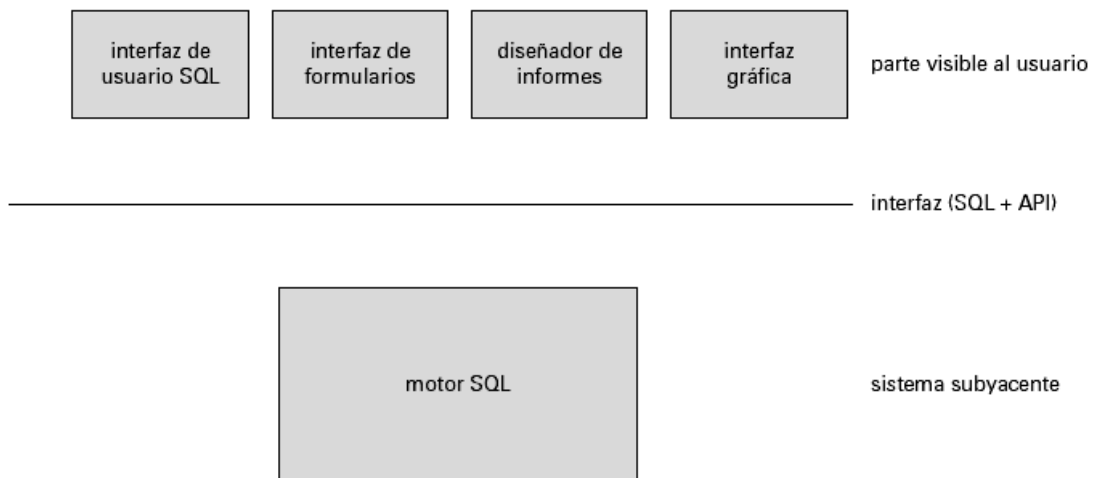 interfaz de
usuario SQL
interfaz de
formularios
diseñador de
informes
interfaz
gráfica
parte visible al usuario
interfaz (SQL + API)
motor SQL
sistema subyacente